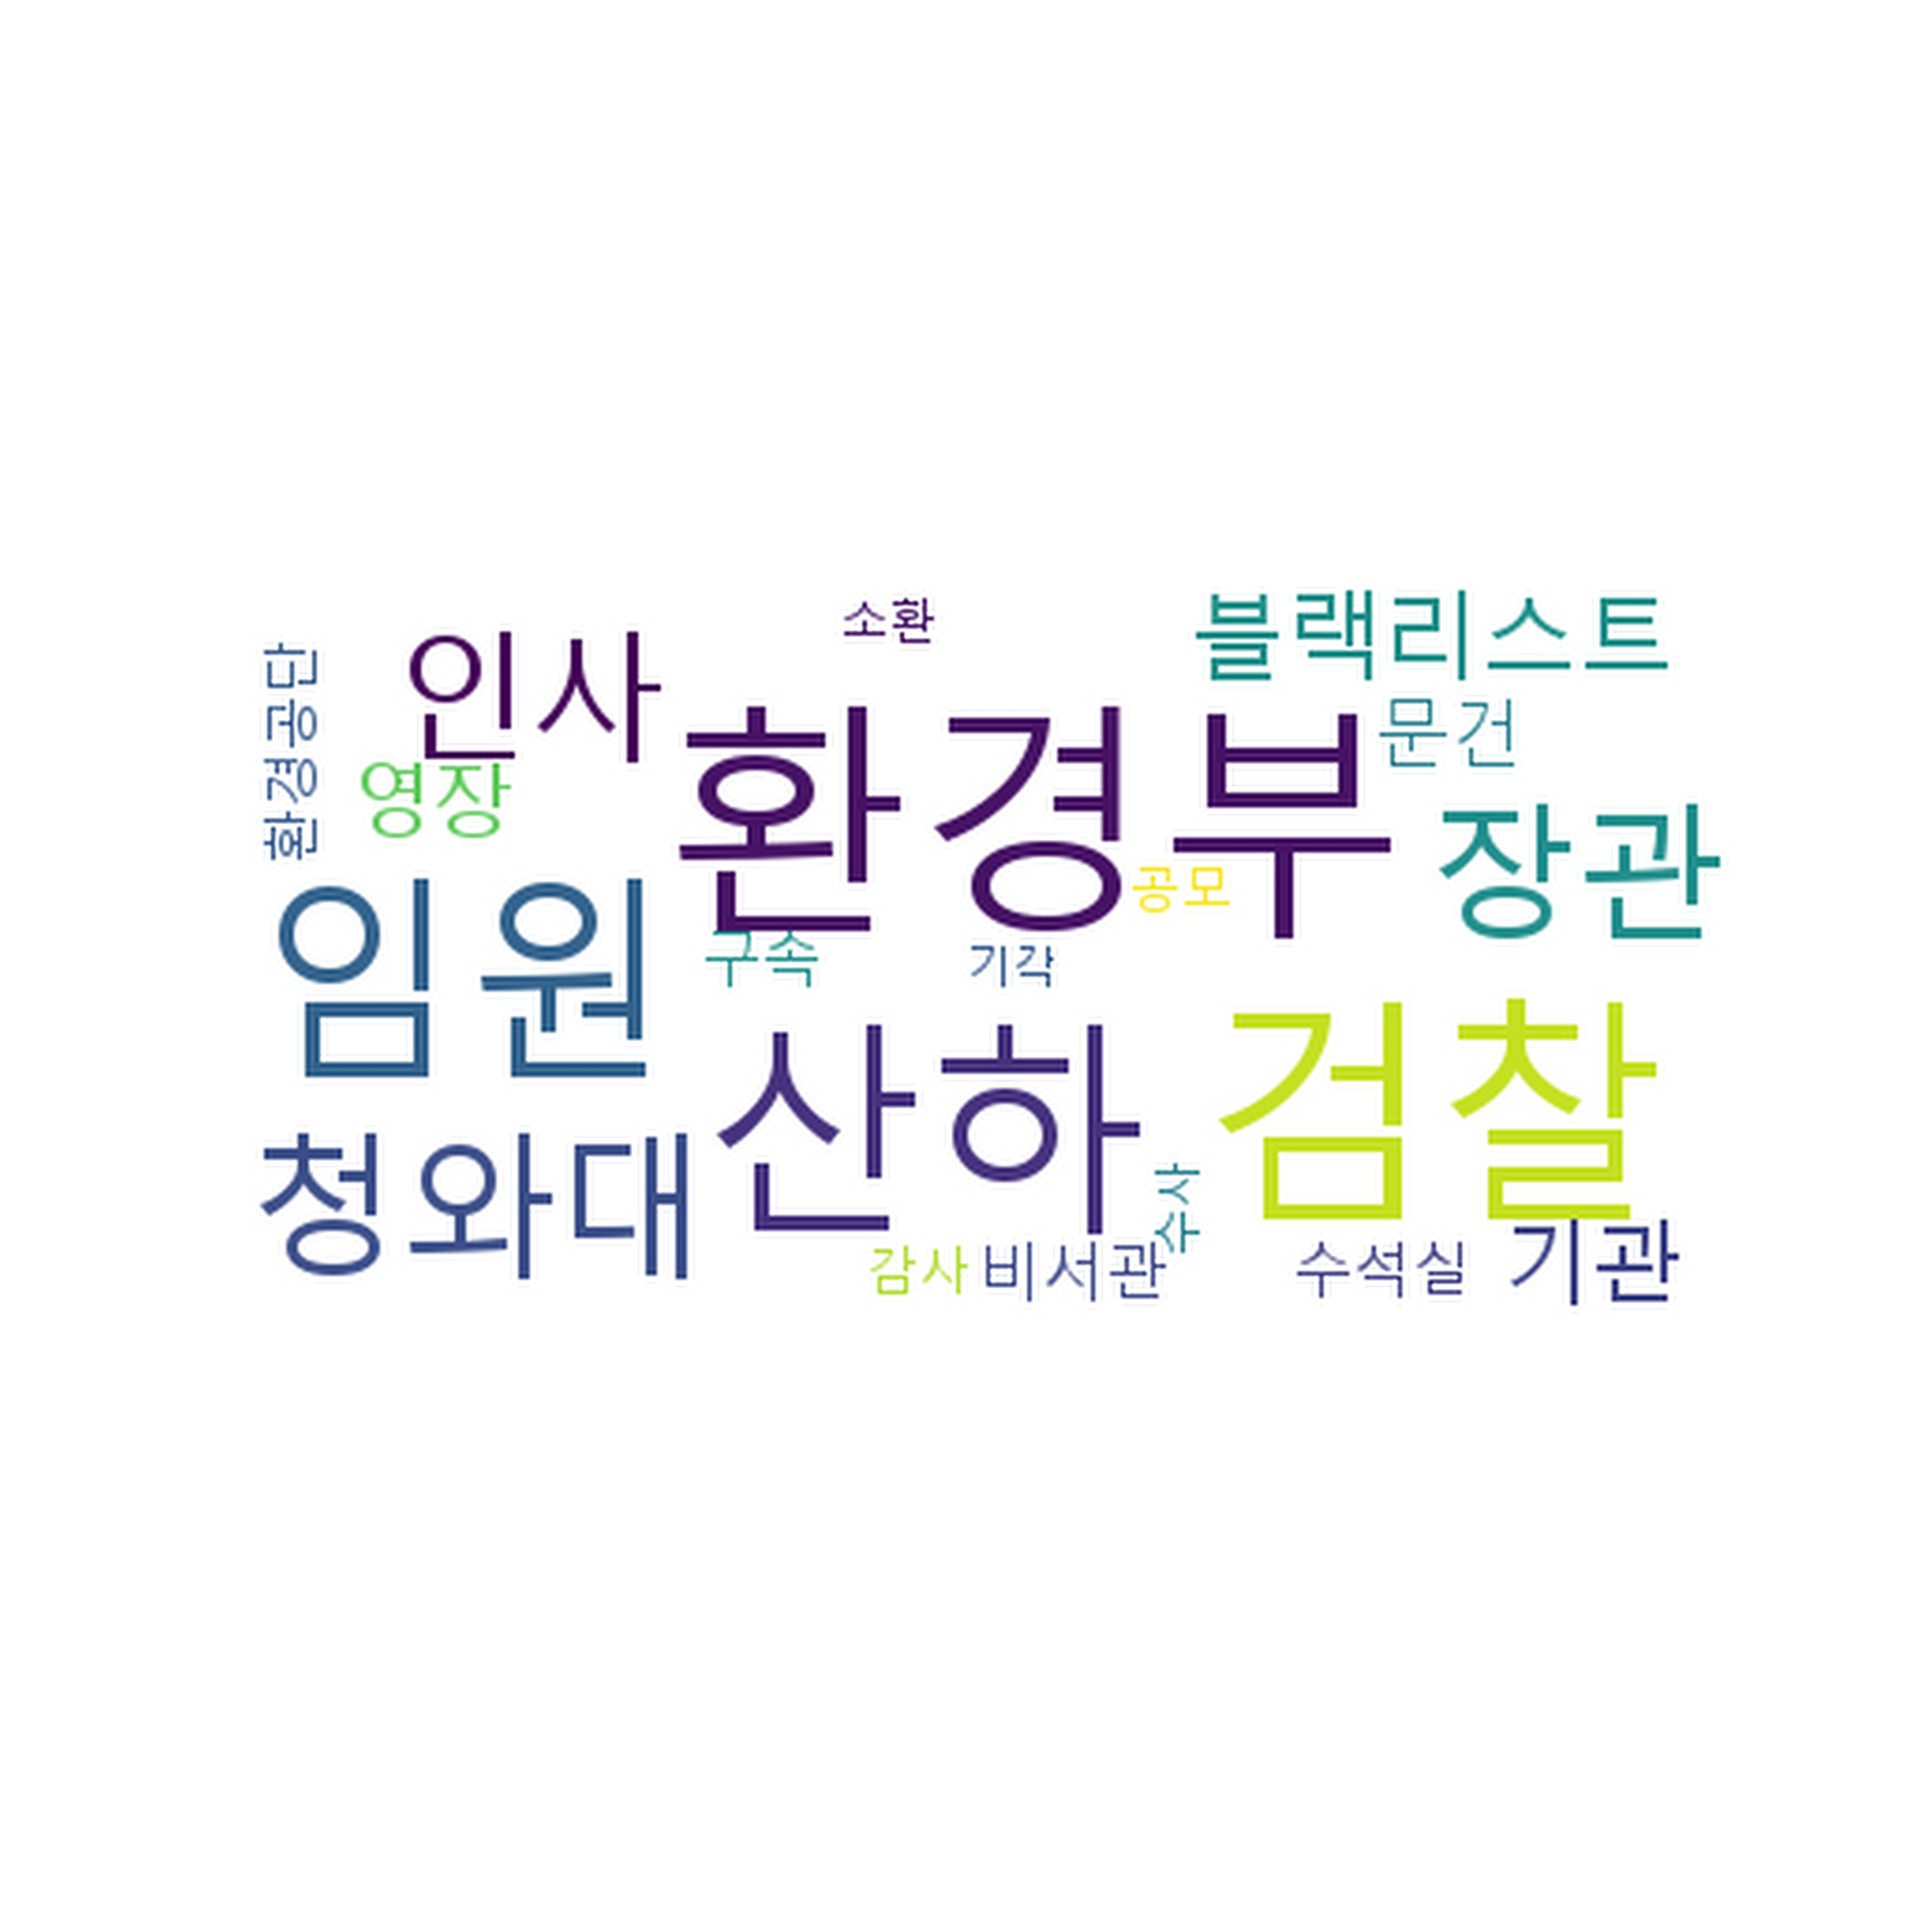 소환
블랙리스트
인사
환경공단
문건
환경부
영장
장관
공모
임원
구속
기각
검찰
산하
청와대
사차
감사
비서관
수석실
기관